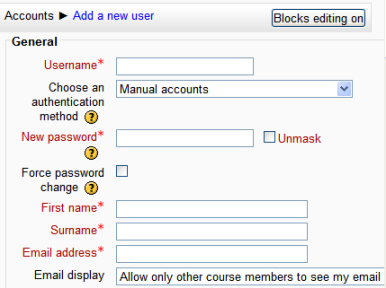 Accounts ► Add a new user
Blocks editing on
General
Username*
Choose an
authentication
method ?
Manual accounts
New password*
?
Unmask
Force password
change ?
First name*
Surname*
Email address*
Email display
Allow only other course members to see my email